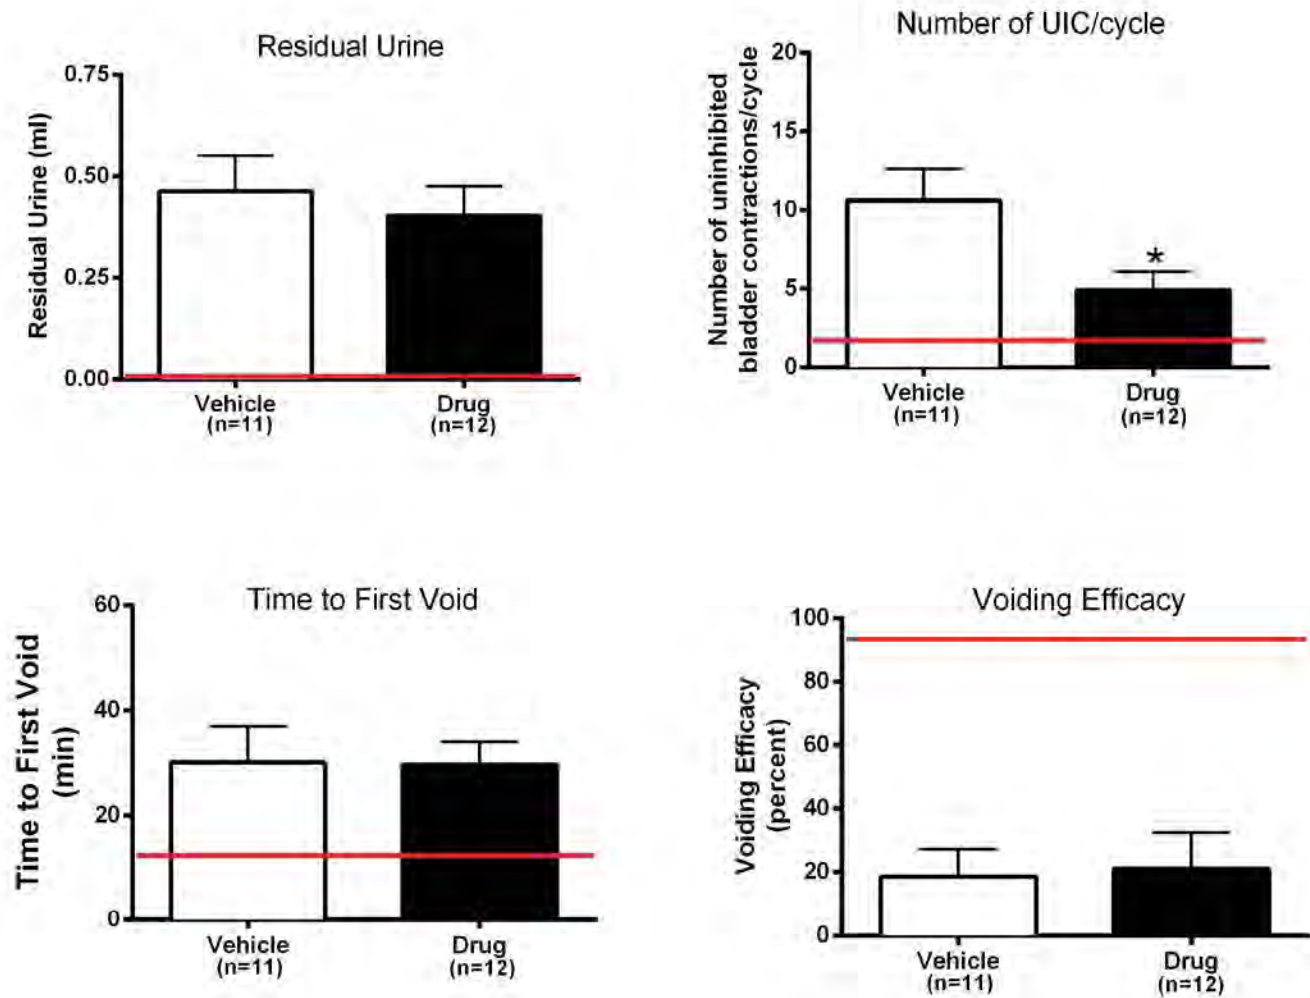 Residual Urine
Residual Urine (ml)
0.75
0.50
0.25
0.00
Vehicle
(n=11)
Drug
(n=12)
Number of UIC/cycle
Number of uninhibited
bladder contractions/cycle
20
15
10
5
0
*
Vehicle
(n=11)
Drug
(n=12)
Time to First Void
Time to First Void
(min)
60
40
20
0
Vehicle
(n=11)
Drug
(n=12)
Voiding Efficacy
Voiding Efficacy
(percent)
100
80
60
40
20
0
Vehicle
(n=11)
Drug
(n=12)